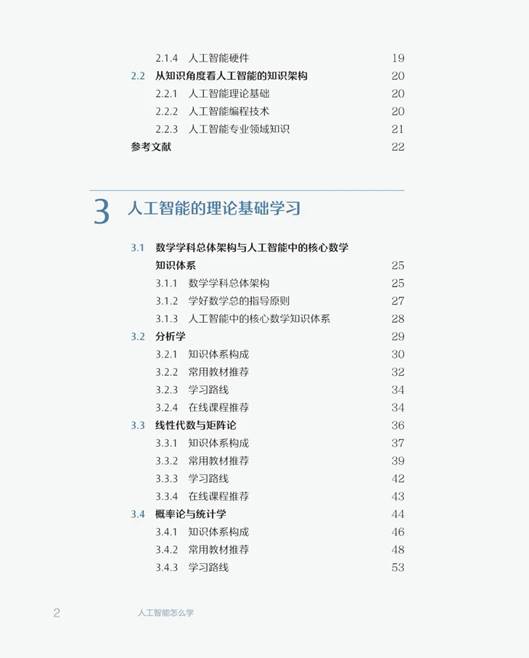 2.1.4 人工智能硬件 19
2.2 从知识角度看人工智能的知识架构 20
2.2.1 人工智能理论基础 20
2.2.2 人工智能编程技术 20
2.2.3 人工智能专业领域知识 21
参考文献 22
3 人工智能的理论基础学习
3.1 数学学科总体架构与人工智能中的核心数学
知识体系 25
3.1.1 数学学科总体架构 25
3.1.2 学好数学总的指导原则 27
3.1.3 人工智能中的核心数学知识体系 28
3.2 分析学 29
3.2.1 知识体系构成 30
3.2.2 常用教材推荐 32
3.2.3 学习路线 34
3.2.4 在线课程推荐 34
3.3 线性代数与矩阵论 36
3.3.1 知识体系构成 37
3.3.2 常用教材推荐 39
3.3.3 学习路线 42
3.3.4 在线课程推荐 43
3.4 概率论与统计学 44
3.4.1 知识体系构成 46
3.4.2 常用教材推荐 48
3.4.3 学习路线 53
2 人工智能怎么学